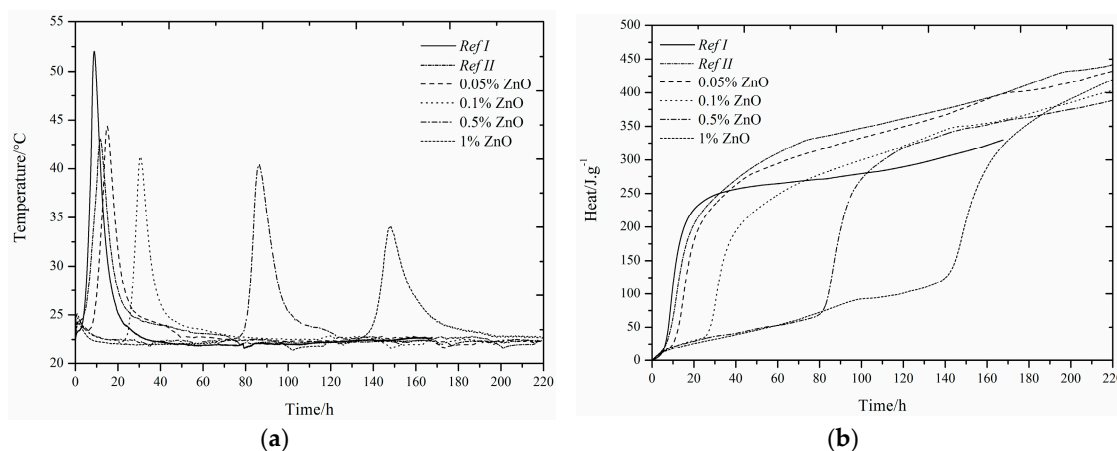 55
50
45
40
35
30
25
20
Temperature/°C
0 20 40 60 80 100 120 140 160 180 200 220
Time/h
Ref I
Ref II
0.05% ZnO
0.1% ZnO
0.5% ZnO
1% ZnO
(a)
500
450
400
350
300
250
200
150
100
50
0
Heat/J.g⁻¹
0 20 40 60 80 100 120 140 160 180 200 220
Time/h
Ref I
Ref II
0.05% ZnO
0.1% ZnO
0.5% ZnO
1% ZnO
(b)